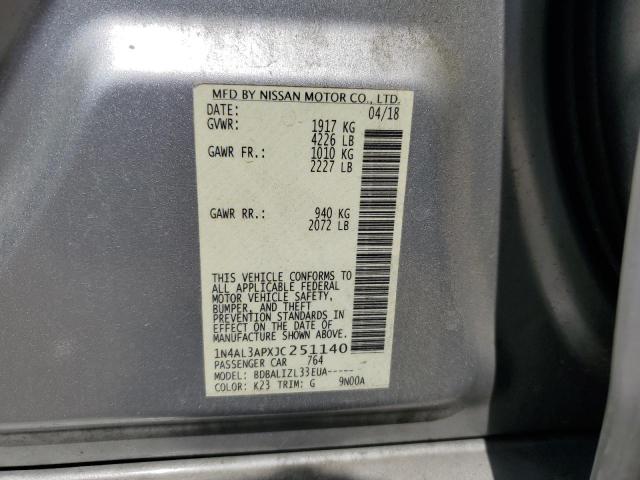 MFD BY NISSAN MOTOR CO., LTD.
DATE: 04/18
GVWR: 1917 KG
4226 LB
GAWR FR.: 1010 KG
2227 LB
GAWR RR.: 940 KG
2072 LB
THIS VEHICLE CONFORMS TO
ALL APPLICABLE FEDERAL
MOTOR VEHICLE SAFETY,
BUMPER, AND THEFT
PREVENTION STANDARDS IN
EFFECT ON THE DATE OF
MANUFACTURE SHOWN ABOVE.
1N4AL3APXJC251140
PASSENGER CAR 764
MODEL: BDBALIZL33EUA-----
COLOR: K23 TRIM: G 9N00A